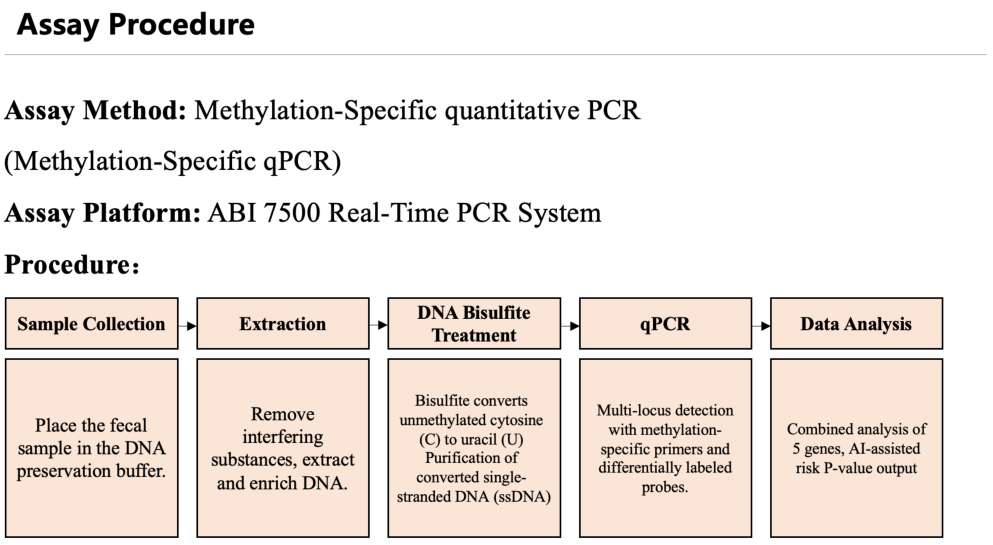 Assay Procedure
Assay Method: Methylation-Specific quantitative PCR
(Methylation-Specific qPCR)
Assay Platform: ABI 7500 Real-Time PCR System
Procedure：
Sample Collection
Place the fecal
sample in the DNA
preservation buffer.
Extraction
Remove
interfering
substances, extract
and enrich DNA.
DNA Bisulfite
Treatment
Bisulfite converts
unmethylated cytosine
(C) to uracil (U)
Purification of
converted single-
stranded DNA (ssDNA)
qPCR
Multi-locus detection
with methylation-
specific primers and
differentially labeled
probes.
Data Analysis
Combined analysis of
5 genes, AI-assisted
risk P-value output